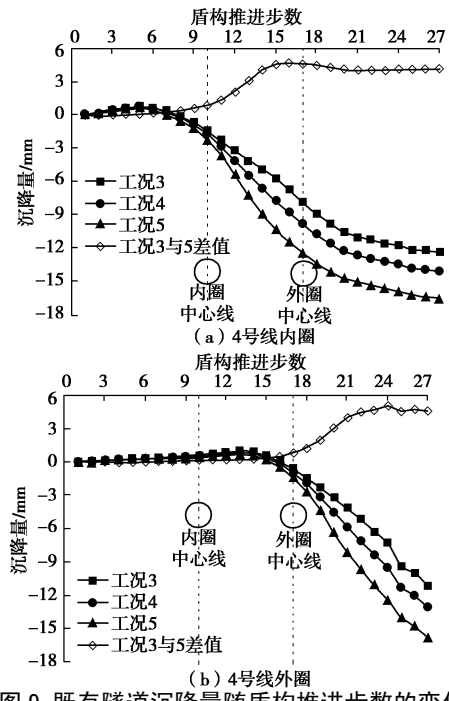 盾构推进步数
0 3 6 9 12 15 18 21 24 27
6
3
0
-3
-6
-9
-12
-15
-18
沉降量/mm
工况3
工况4
工况5
工况3与5差值
内圈
中心线
外圈
中心线
(a) 4号线内圈
盾构推进步数
0 3 6 9 12 15 18 21 24 27
6
3
0
-3
-6
-9
-12
-15
-18
沉降量/mm
内圈
中心线
外圈
中心线
工况3
工况4
工况5
工况3与5差值
(b) 4号线外圈
图 9 既有隧道沉降量随盾构推进步数的变化